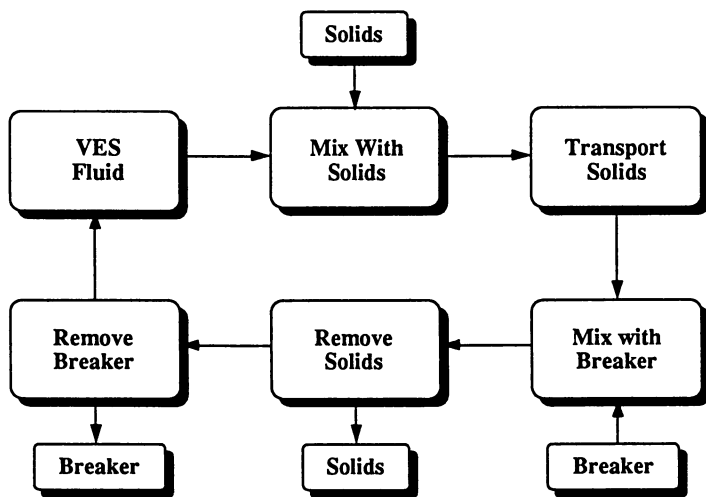 Solids
VES
Fluid
Mix With
Solids
Transport
Solids
Remove
Breaker
Remove
Solids
Mix with
Breaker
Breaker
Solids
Breaker